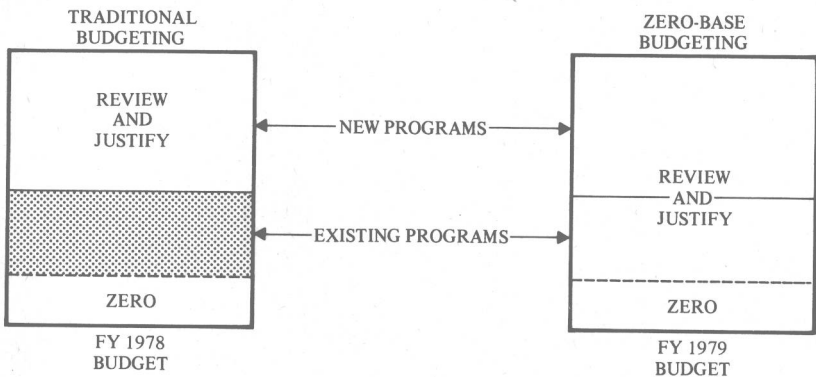 TRADITIONAL
BUDGETING
REVIEW
AND
JUSTIFY
ZERO
FY 1978
BUDGET
NEW PROGRAMS
EXISTING PROGRAMS
ZERO-BASE
BUDGETING
REVIEW
AND
JUSTIFY
ZERO
FY 1979
BUDGET